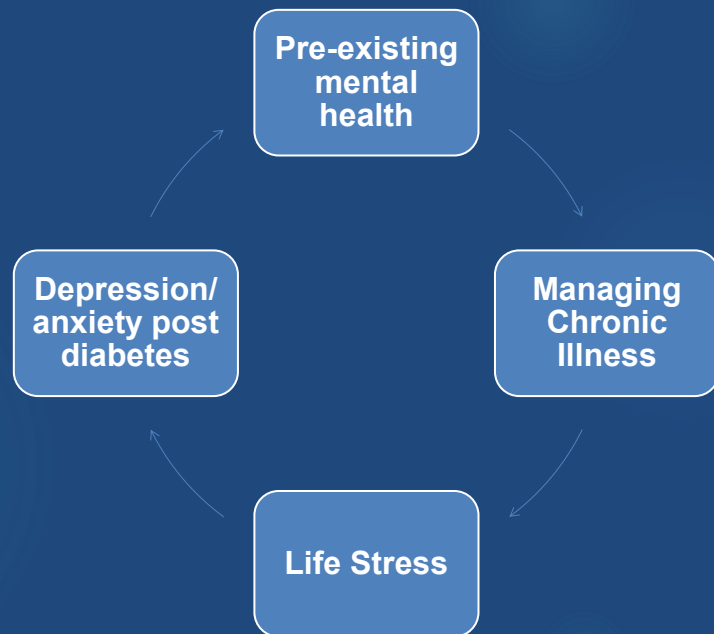 Pre-existing
mental
health
Managing
Chronic
Illness
Life Stress
Depression/
anxiety post
diabetes